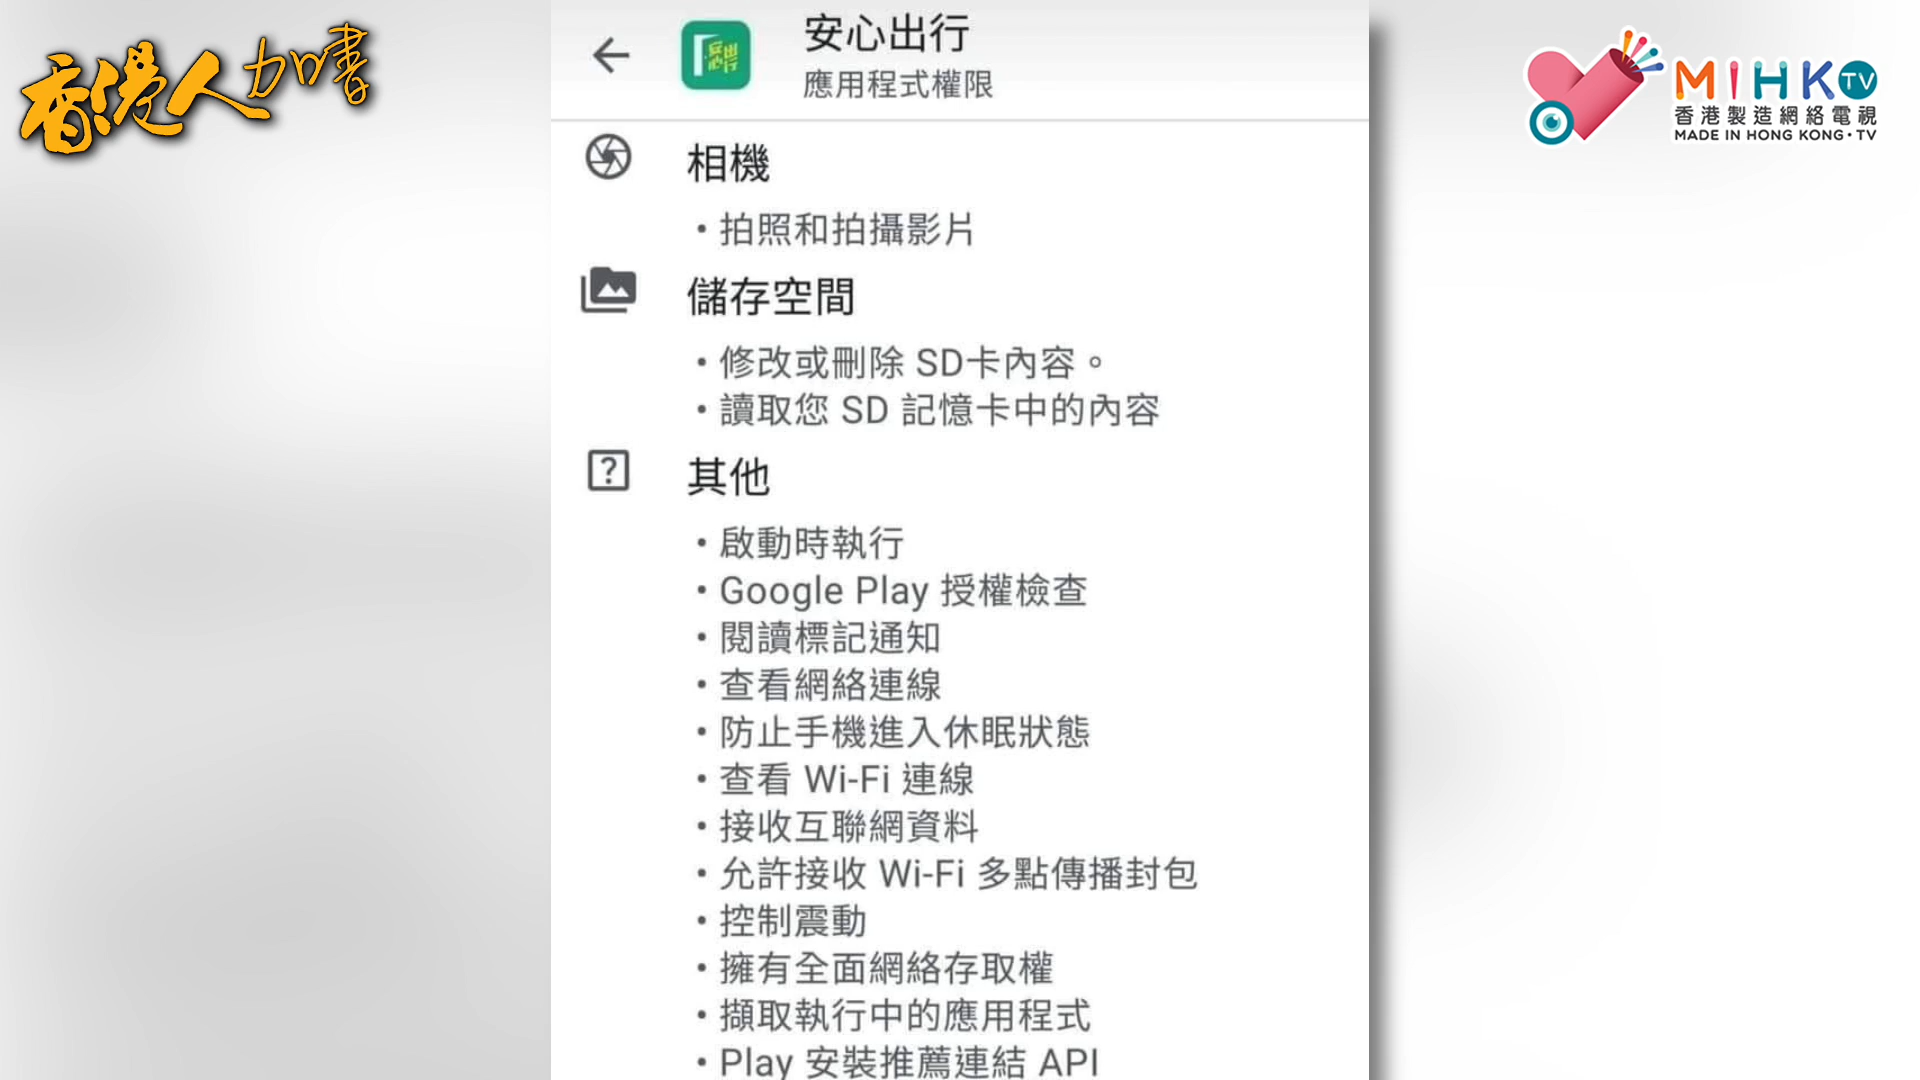 香港人加嗇
安心出行
應用程式權限
MIHK TV
香港製造網絡電視
MADE IN HONG KONG・TV
安心出行
相機
・拍照和拍攝影片
儲存空間
・修改或刪除 SD卡內容。
・讀取您 SD 記憶卡中的內容
其他
・啟動時執行
・Google Play 授權檢查
・閱讀標記通知
・查看網絡連線
・防止手機進入休眠狀態
・查看 Wi-Fi 連線
・接收互聯網資料
・允許接收 Wi-Fi 多點傳播封包
・控制震動
・擁有全面網絡存取權
・擷取執行中的應用程式
・Play 安裝推薦連結 API